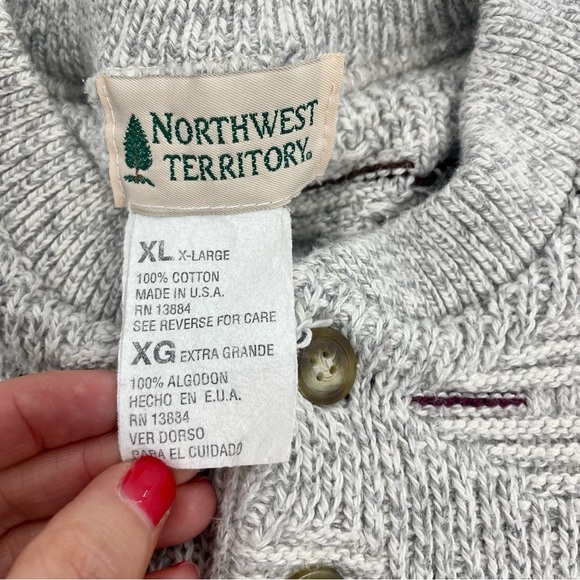 NORTHWEST
TERRITORY®
XL X-LARGE
100% COTTON
MADE IN U.S.A.
RN 13884
SEE REVERSE FOR CARE
XG EXTRA GRANDE
100% ALGODON
HECHO EN E.U.A.
RN 13884
VER DORSO
PARA EL CUIDADO